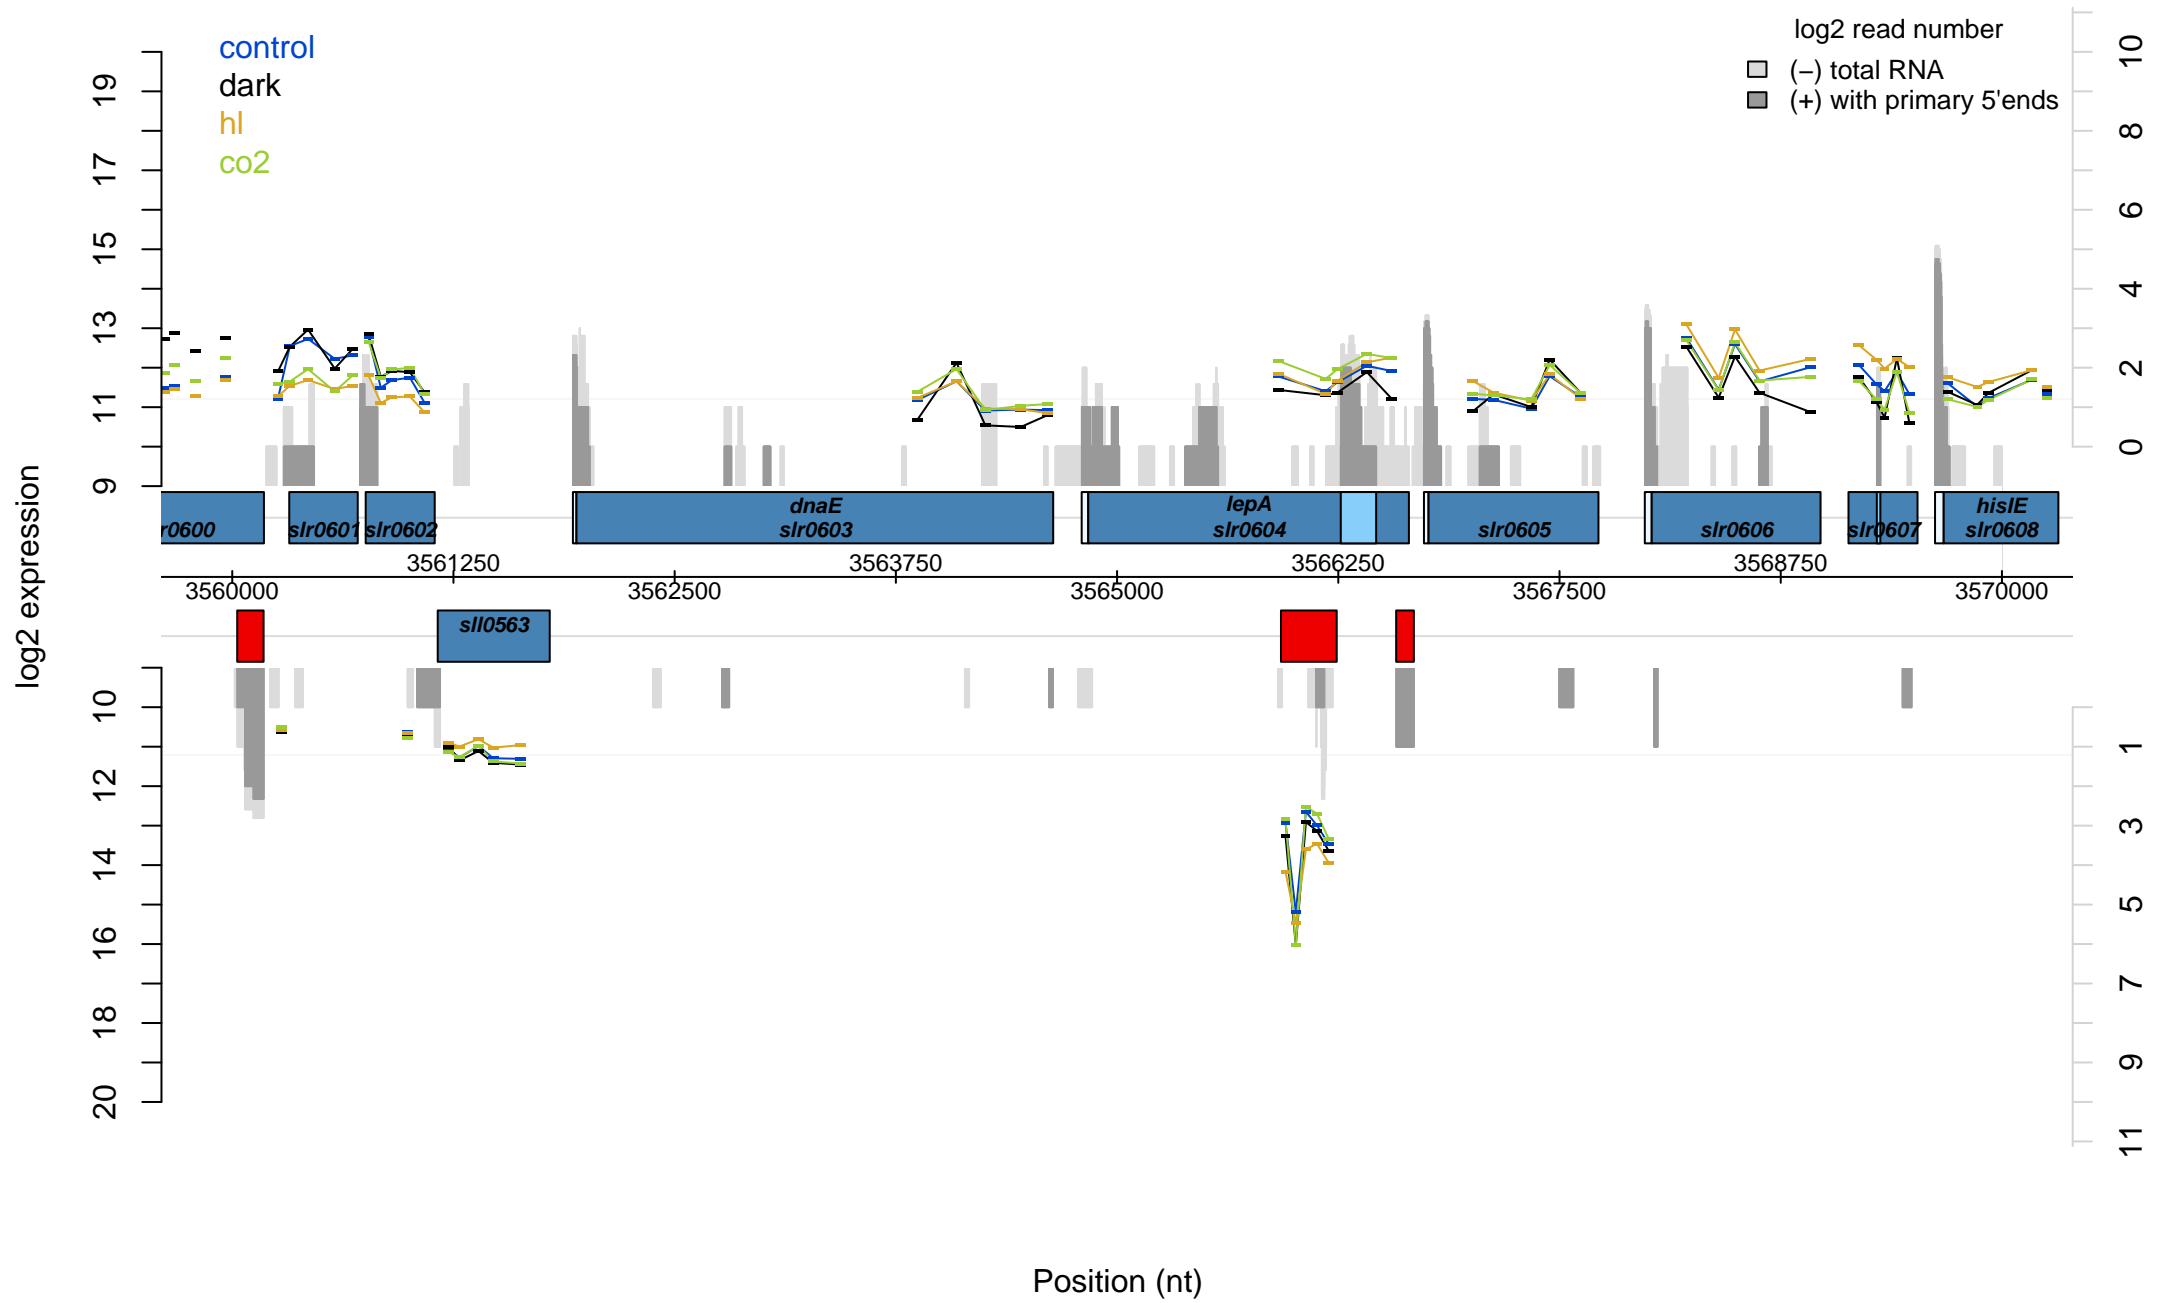 control
dark
hl
co2
log2 read number
(−) total RNA
(+) with primary 5'ends
19
17
15
13
11
9
10
8
6
4
2
0
log2 expression
r0600
slr0601
slr0602
dnaE
slr0603
lepA
slr0604
slr0605
slr0606
slr0607
hisIE
slr0608
3561250
3563750
3566250
3568750
3560000
3562500
3565000
3567500
3570000
sll0563
10
12
14
16
18
20
1
3
5
7
9
11
Position (nt)